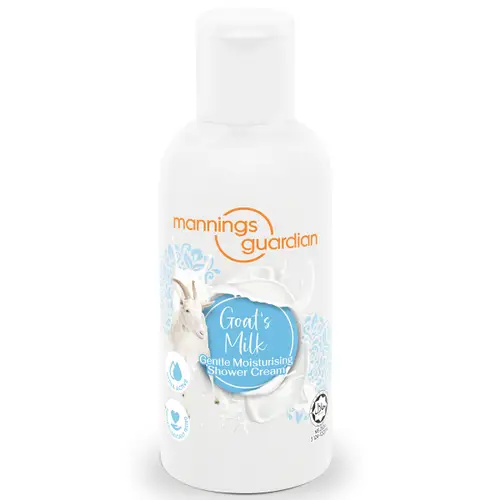 mannings
guardian
Goat's
Milk
Gentle Moisturising
Shower Cream